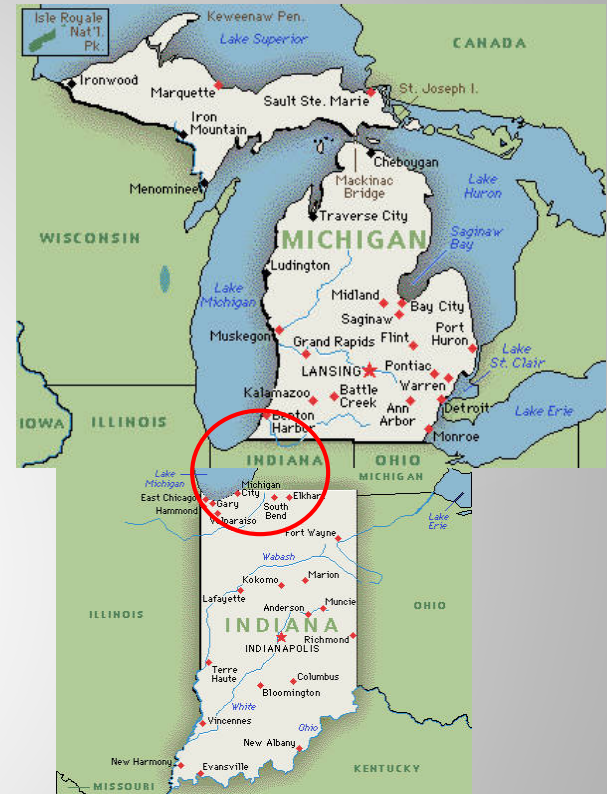 Isle Royale
Nat'l.
Pk.
Keweenaw Pen.
Lake Superior
CANADA
Ironwood
Marquette
Sault Ste. Marie
St. Joseph I.
Iron
Mountain
Cheboygan
Menominee
Mackinac
Bridge
Lake
Huron
Traverse City
WISCONSIN
MICHIGAN
Saginaw
Bay
Ludington
Lake
Michigan
Midland
Bay City
Saginaw
Muskegon
Grand Rapids
Flint
Port
Huron
LANSING
Pontiac
Lake
St. Clair
Kalamazoo
Battle
Creek
Warren
Ann
Arbor
Detroit
Lake Erie
IOWA
ILLINOIS
Benton
Harbor
Monroe
INDIANA
OHIO
Lake
Michigan
MICHIGAN
Michigan
City
East Chicago
Gary
Elkhart
Hammond
South
Bend
Valparaiso
Lake
Erie
Fort Wayne
Wabash
Kokomo
Marion
Lafayette
Anderson
Muncie
ILLINOIS
OHIO
INDIANA
Richmond
INDIANAPOLIS
Terre
Haute
Columbus
Bloomington
White
Vincennes
Ohio
New Albany
New Harmony
Evansville
KENTUCKY
MISSOURI